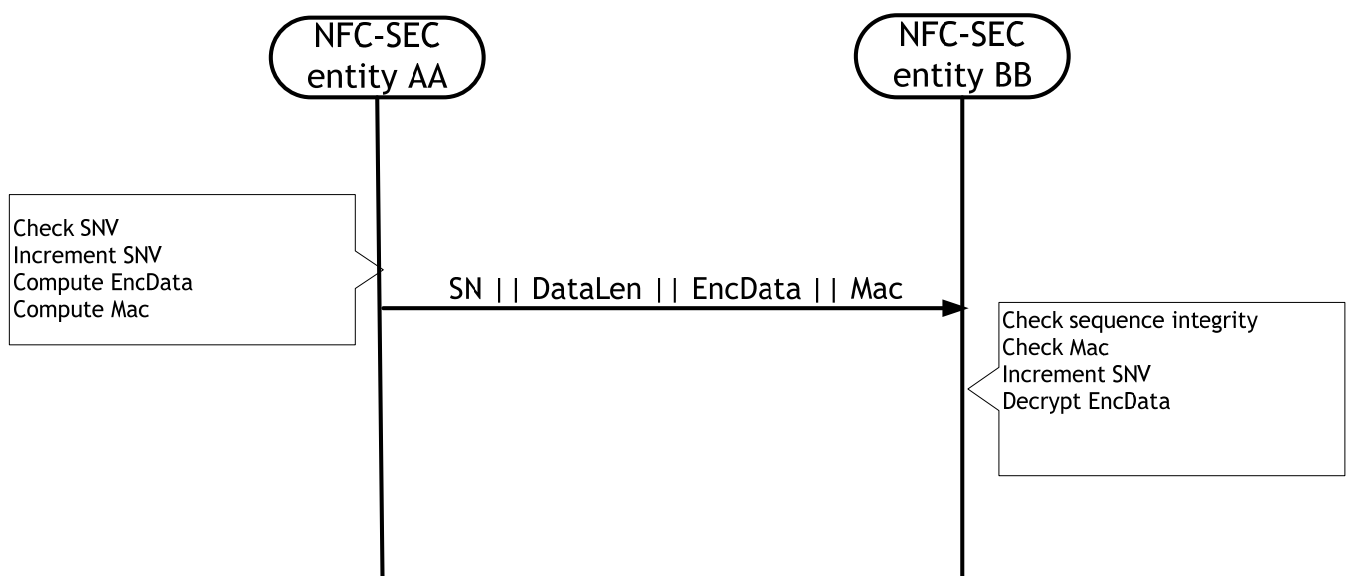 NFC-SEC
entity AA
NFC-SEC
entity BB
Check SNV
Increment SNV
Compute EncData
Compute Mac
SN || DataLen || EncData || Mac
Check sequence integrity
Check Mac
Increment SNV
Decrypt EncData